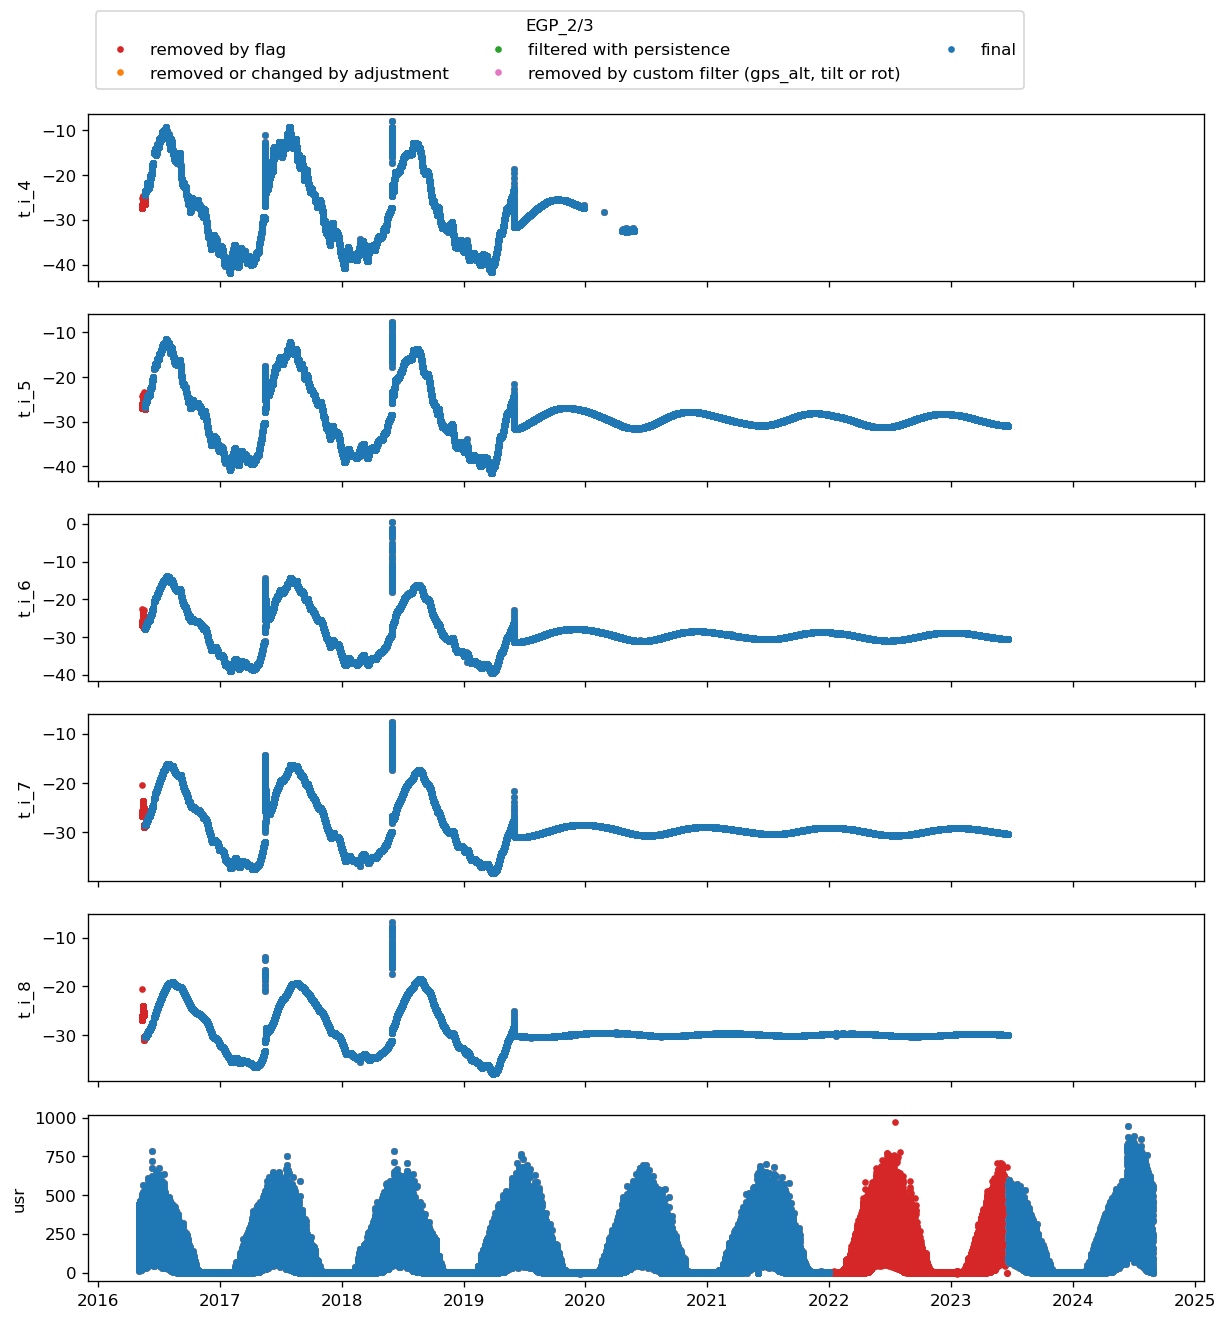 EGP_2/3
removed by flag
filtered with persistence
final
removed or changed by adjustment
removed by custom filter (gps_alt, tilt or rot)
−10
−20
−30
−40
t_i_4
−10
−20
−30
−40
t_i_5
0
−10
−20
−30
−40
t_i_6
−10
−20
−30
t_i_7
−10
−20
−30
t_i_8
1000
750
500
250
0
usr
2016 2017 2018 2019 2020 2021 2022 2023 2024 2025